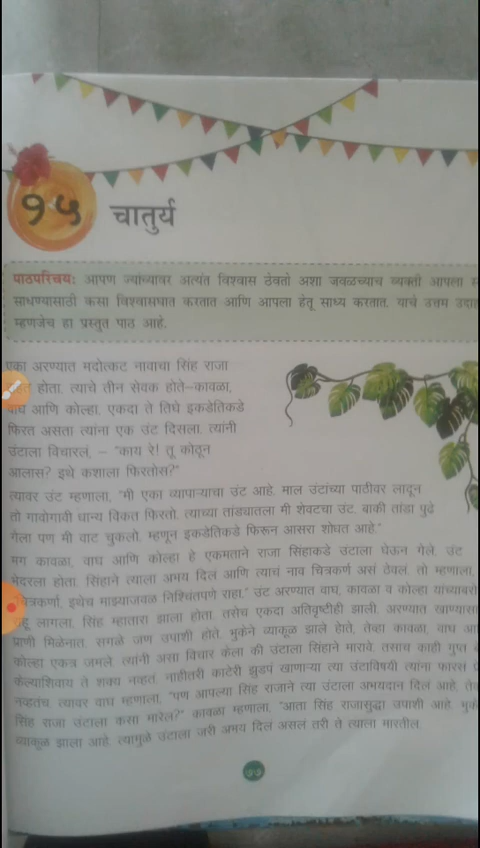 १५ चातुर्य
पाठपरिचयः आपण ज्यांच्यावर अत्यंत विश्वास ठेवतो अशा जवळच्याच व्यक्ती आपला
साधण्यासाठी कसा विश्वासघात करतात आणि आपला हेतू साध्य करतात. याचं उत्तम
म्हणजेच हा प्रस्तुत पाठ आहे.
एका अरण्यात मदोत्कट नावाचा सिंह राजा
होता. त्याचे तीन सेवक होते–कावळा,
वाघ आणि कोल्हा. एकदा ते तिघे इकडेतिकडे
फिरत असता त्यांना एक उंट दिसला. त्यांनी
उंटाला विचारलं, – "काय रे! तू कोठून
आलास? इथे कशाला फिरतोस?"
त्यावर उंट म्हणाला, "मी एका व्यापाऱ्याचा उंट आहे. माल उंटांच्या पाठीवर लादून
तो गावोगावी धान्य विकत फिरतो. त्याच्या तांड्यातला मी शेवटचा उंट. बाकी तांडा पुढे
गेला पण मी वाट चुकलो, म्हणून इकडेतिकडे फिरून आसरा शोधत आहे."
मग कावळा, वाघ आणि कोल्हा हे एकमताने राजा सिंहाकडे उंटाला घेऊन गेले. उंट
भेदरला होता. सिंहाने त्याला अभय दिलं आणि त्याचं नाव चित्रकर्ण असं ठेवलं. तो म्हणाला,
"चित्रकर्णा, इथेच माझ्याजवळ निश्चिंतपणे राहा." उंट अरण्यात वाघ, कावळा व कोल्हा यांच्याबरो
लागला. सिंह म्हातारा झाला होता. तसेच एकदा अतिवृष्टीही झाली. अरण्यात खाण्यास
प्राणी मिळेनात. सगळे जण उपाशी होते. भुकेने व्याकूळ झाले होते, तेव्हा कावळा, वाघ
कोल्हा एकत्र जमले. त्यांनी असा विचार केला की उंटाला सिंहाने मारावे. तसाच काही
केल्याशिवाय ते शक्य नव्हतं. नाहीतरी काटेरी झुडपं खाणाऱ्या त्या उंटाविषयी त्यांना फारसं
नव्हतंच. त्यावर वाघ म्हणाला, "पण आपल्या सिंह राजाने त्या उंटाला अभयदान दिलं आहे.
सिंह राजा उंटाला कसा मारेल?" कावळा म्हणाला, "आता सिंह राजासुद्धा उपाशी आहे.
व्याकूळ झाला आहे. त्यामुळे उंटाला जरी अभय दिलं असलं तरी ते त्याला मारतील.
७७